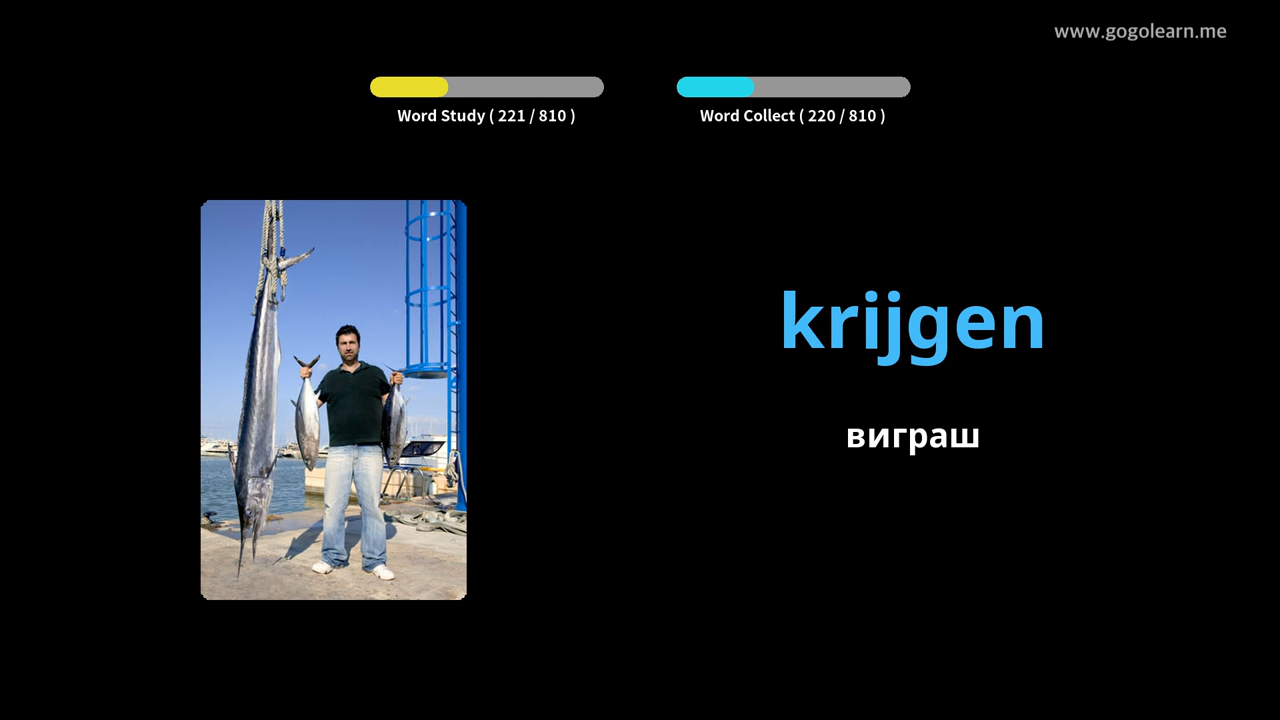 www.gogolearn.me
Word Study ( 221 / 810 )
Word Collect ( 220 / 810 )
krijgen
виграш